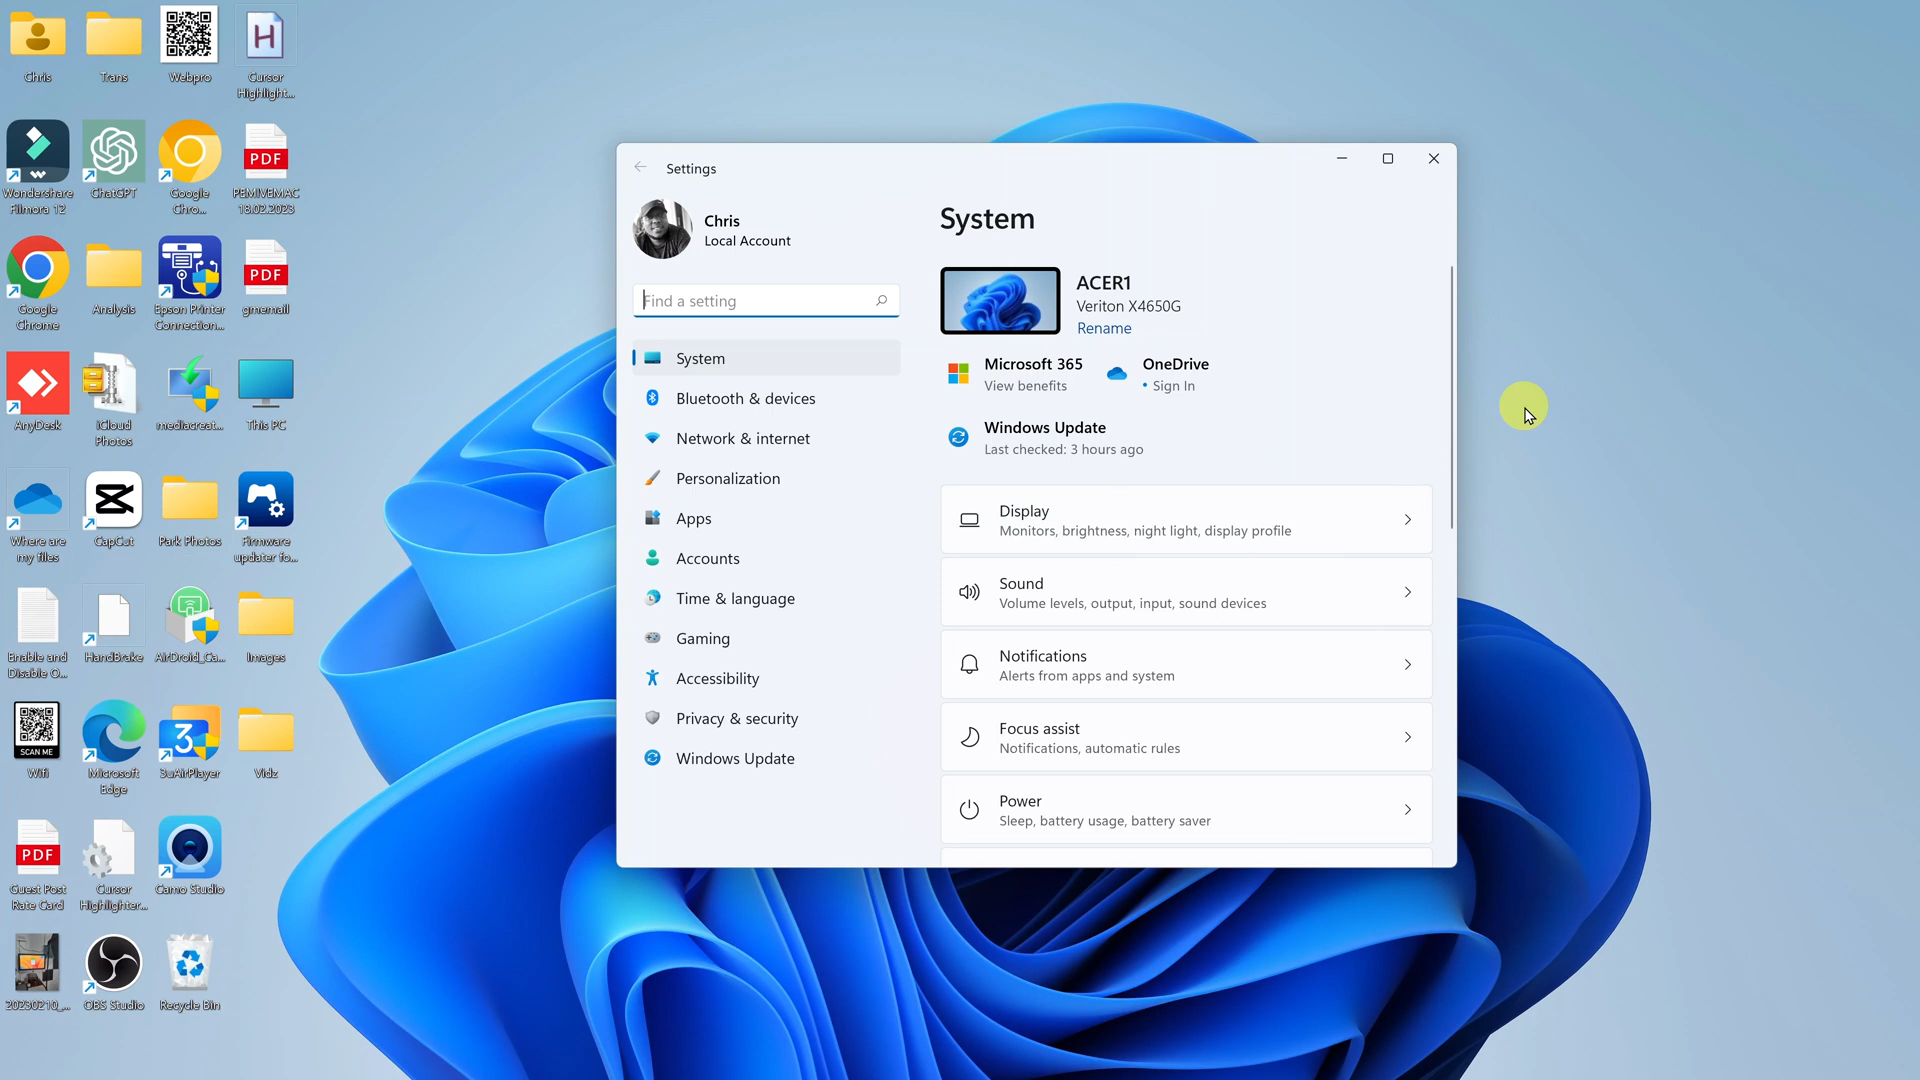 Chris
Trans
Webpro
Cursor
Highlight...
Wondershare
Filmora 12
ChatGPT
Google
Chro...
PDF
PEMIVEMAC
18.02.2023
Google
Chrome
Analysis
Epson Printer
Connection...
PDF
gmemail
AnyDesk
iCloud
Photos
mediacreat...
This PC
Where are
my files
CapCut
Park Photos
Firmware
updater fo...
Enable and
Disable O...
HandBrake
AirDroid_Ca...
Images
SCAN ME
Wifi
Microsoft
Edge
3
3uAirPlayer
Vidz
PDF
Guest Post
Rate Card
Cursor
Highlighter...
Camo Studio
20230210_...
OBS Studio
Recycle Bin
Settings
Chris
Local Account
Find a setting
System
Bluetooth & devices
Network & internet
Personalization
Apps
Accounts
Time & language
Gaming
Accessibility
Privacy & security
Windows Update
System
ACER1
Veriton X4650G
Rename
Microsoft 365
View benefits
OneDrive
• Sign In
Windows Update
Last checked: 3 hours ago
Display
Monitors, brightness, night light, display profile
Sound
Volume levels, output, input, sound devices
Notifications
Alerts from apps and system
Focus assist
Notifications, automatic rules
Power
Sleep, battery usage, battery saver